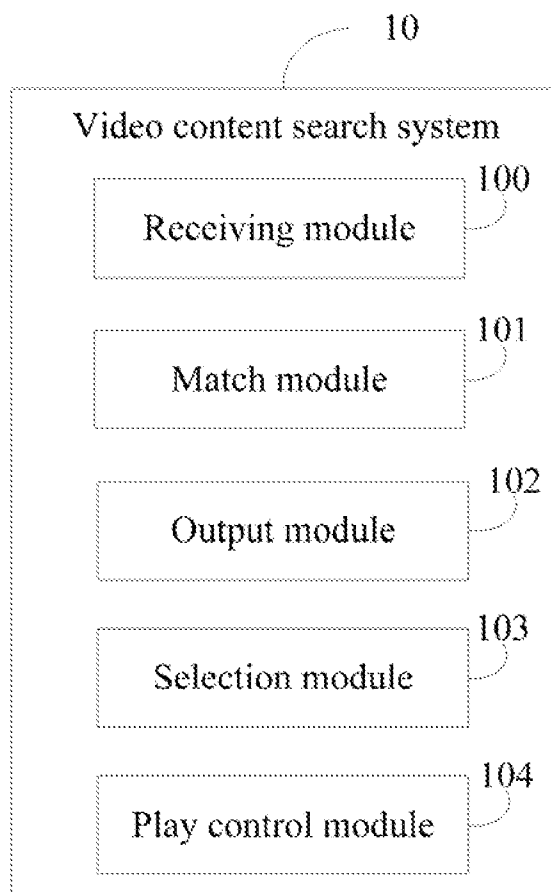 10
Video content search system
100
Receiving module
101
Match module
102
Output module
103
Selection module
104
Play control module